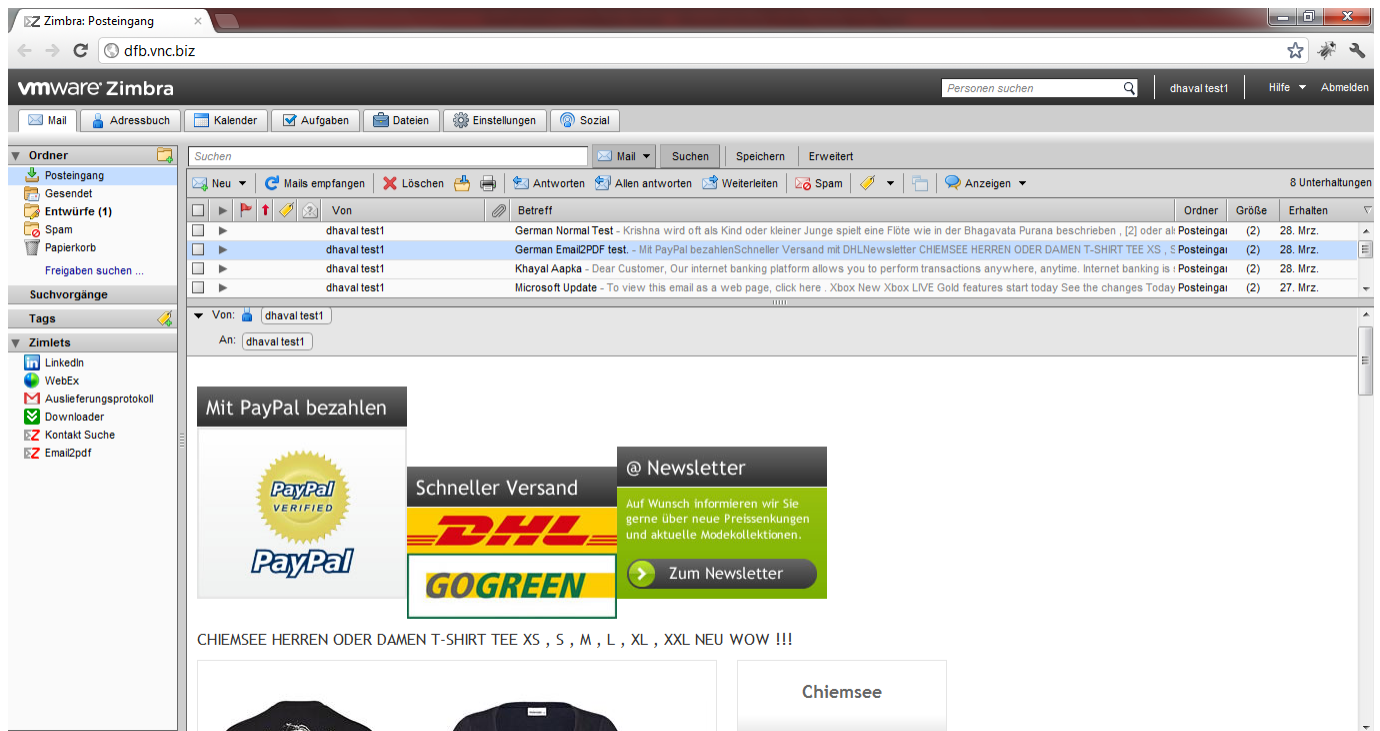 Zimbra: Posteingang
dfb.vnc.biz
vmware Zimbra
Personen suchen
dhaval test1
Hilfe
Abmelden
Mail Adressbuch Kalender Aufgaben Dateien Einstellungen Sozial
Ordner
Posteingang
Gesendet
Entwürfe (1)
Spam
Papierkorb
Freigaben suchen ...
Suchvorgänge
Tags
Zimlets
LinkedIn
WebEx
Auslieferungsprotokoll
Downloader
Kontakt Suche
Email2pdf
Suchen Mail Suchen Speichern Erweitert
Neu Mails empfangen Löschen Antworten Allen antworten Weiterleiten Spam Anzeigen 8 Unterhaltungen
Von Betreff Ordner Größe Erhalten
dhaval test1 German Normal Test - Krishna wird oft als Kind oder kleiner Junge spielt eine Flöte wie in der Bhagavata Purana beschrieben , [2] oder als Posteingar (2) 28. Mrz.
dhaval test1 German Email2PDF test. - Mit PayPal bezahlenSchneller Versand mit DHLNewsletter CHIEMSEE HERREN ODER DAMEN T-SHIRT TEE XS , S Posteingar (2) 28. Mrz.
dhaval test1 Khayal Aapka - Dear Customer, Our internet banking platform allows you to perform transactions anywhere, anytime. Internet banking is Posteingar (2) 28. Mrz.
dhaval test1 Microsoft Update - To view this email as a web page, click here . Xbox New Xbox LIVE Gold features start today See the changes Today Posteingar (2) 27. Mrz.
Von: dhaval test1
An: dhaval test1
Mit PayPal bezahlen
PayPal
VERIFIED
PayPal
Schneller Versand
DHL
GOGREEN
@ Newsletter
Auf Wunsch informieren wir Sie
gerne über neue Preissenkungen
und aktuelle Modekollektionen.
Zum Newsletter
CHIEMSEE HERREN ODER DAMEN T-SHIRT TEE XS , S , M , L , XL , XXL NEU WOW !!!
Chiemsee